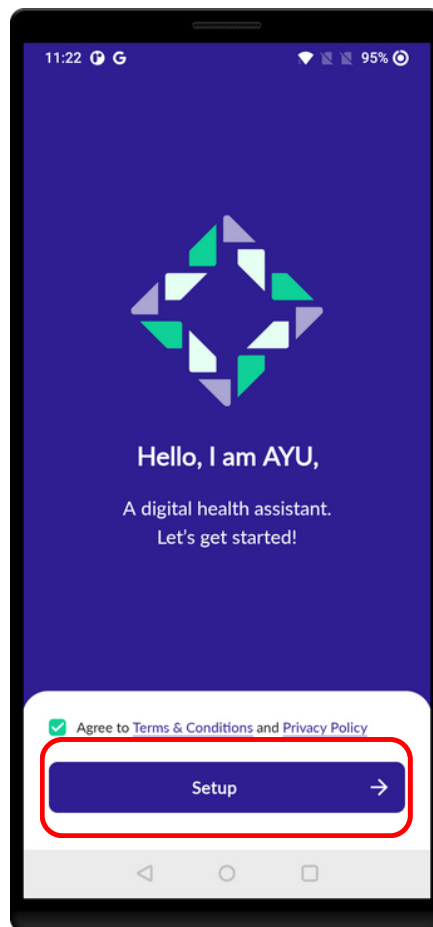 11:22 G 95%
Hello, I am AYU,
A digital health assistant.
Let's get started!
Agree to Terms & Conditions and Privacy Policy
Setup